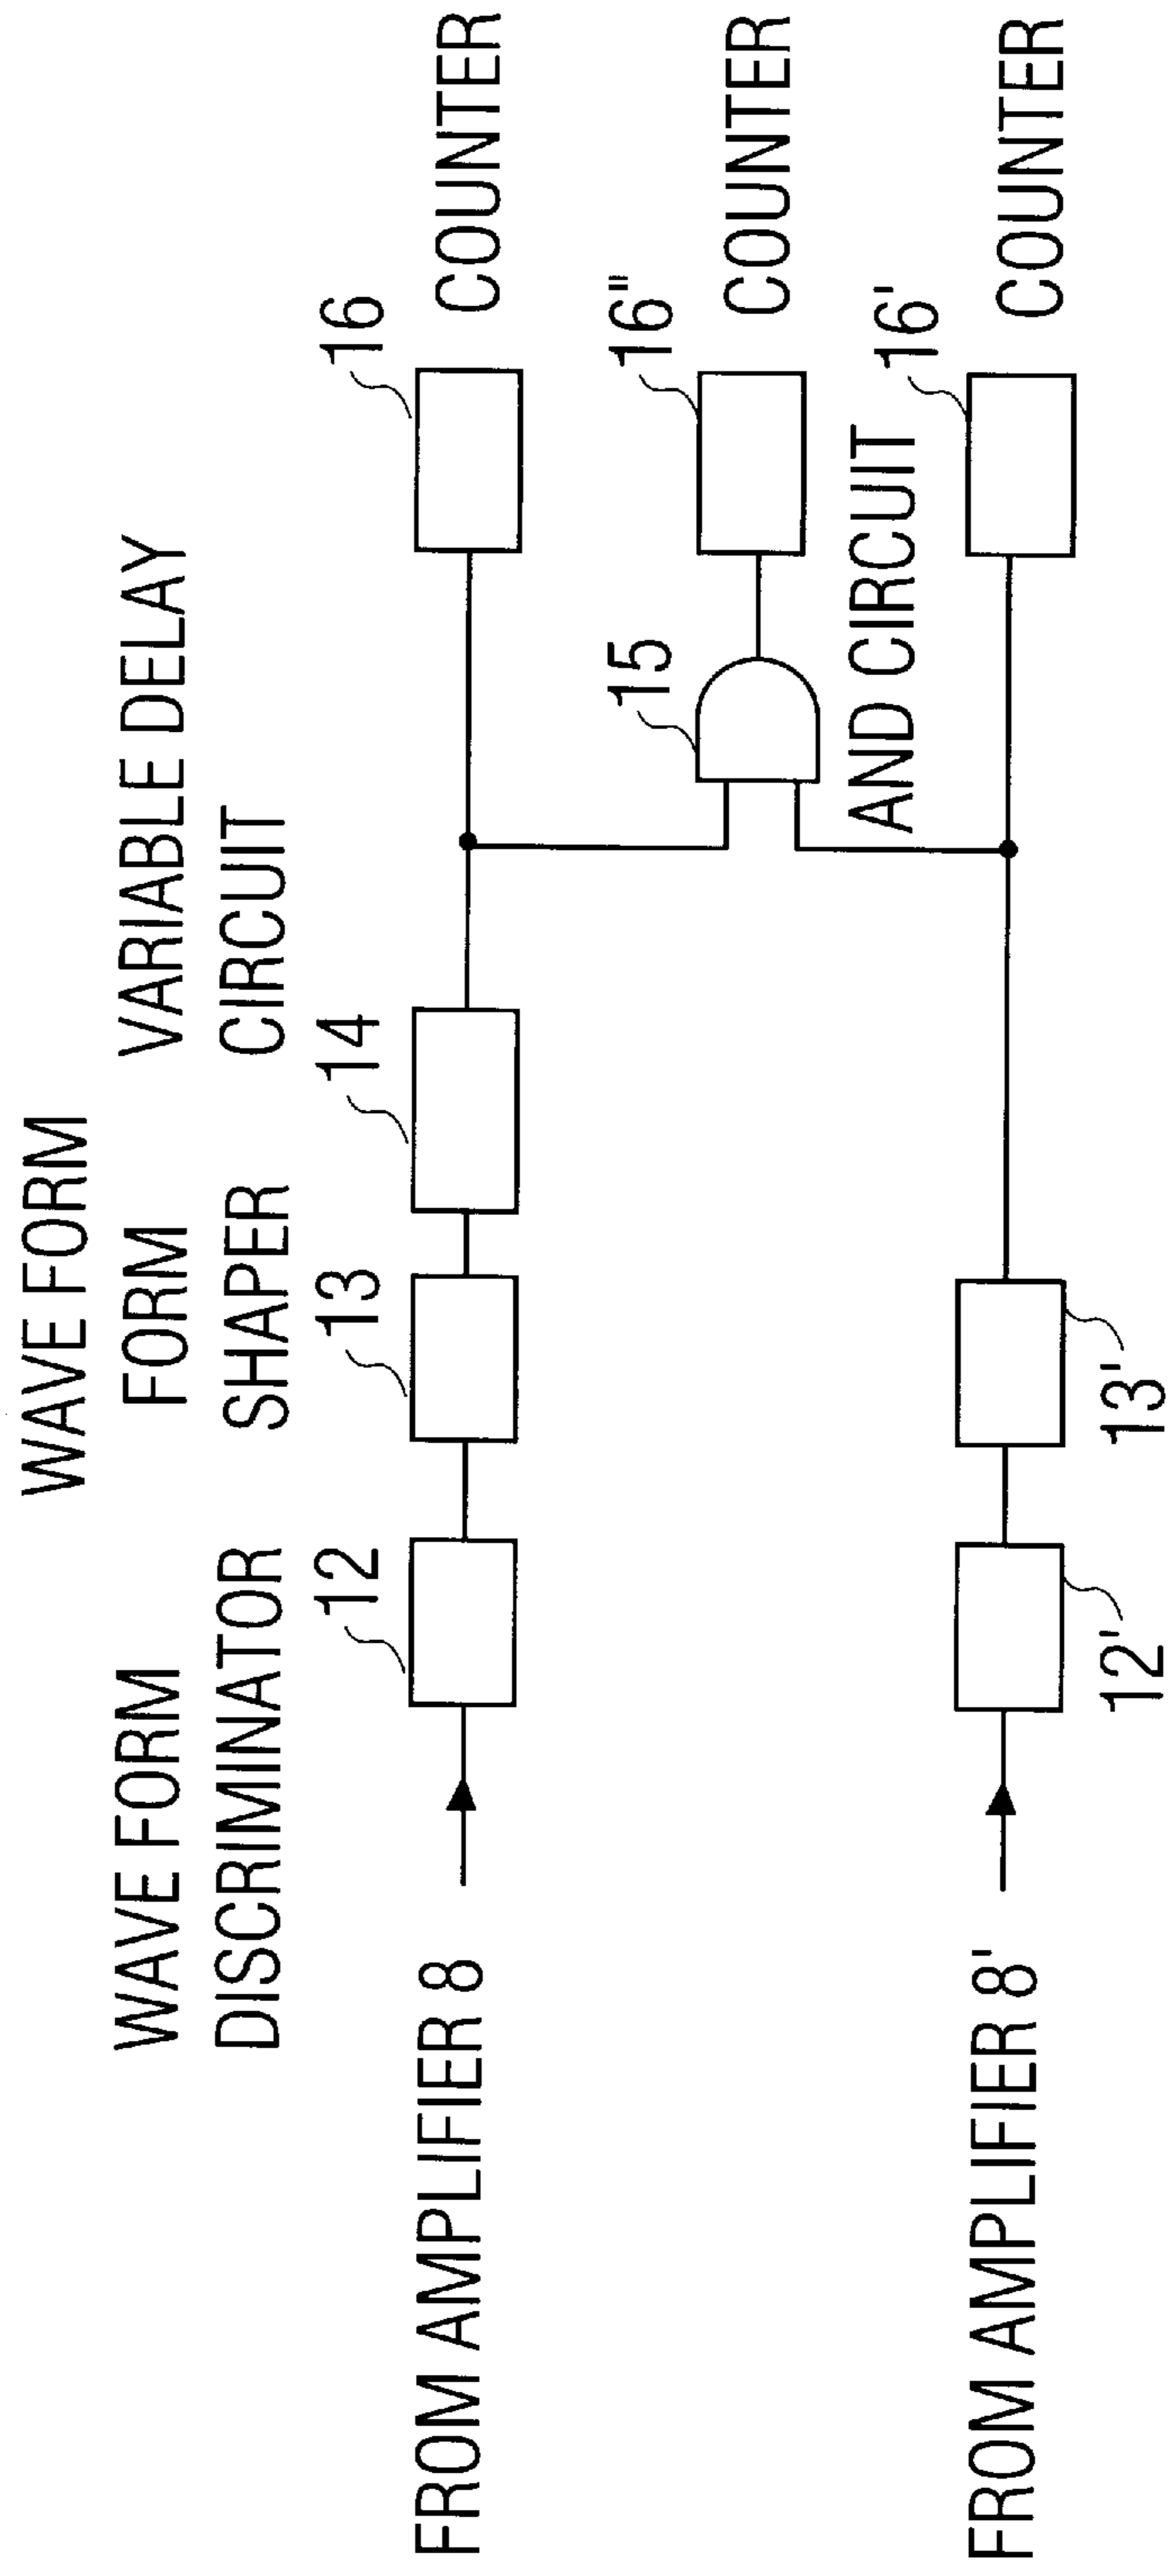 WAVE FORM
DISCRIMINATOR
WAVE FORM
FORM
SHAPER
VARIABLE DELAY
CIRCUIT
12
13
14
16
COUNTER
FROM AMPLIFIER 8
15
16"
COUNTER
AND CIRCUIT
16'
COUNTER
FROM AMPLIFIER 8'
12'
13'